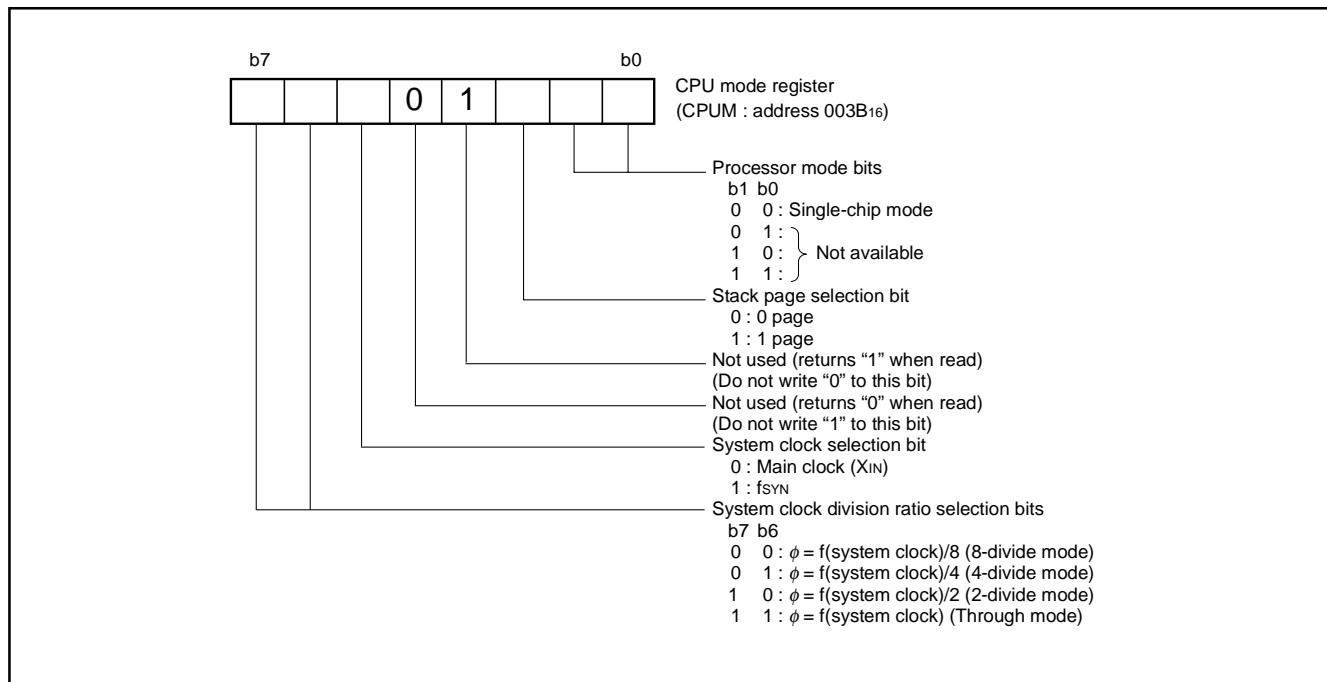 b7 b0
0 1
CPU mode register
(CPUM : address 003B16)
Processor mode bits
b1 b0
0 0 : Single-chip mode
0 1 :
1 0 : Not available
1 1 :
Stack page selection bit
0 : 0 page
1 : 1 page
Not used (returns “1” when read)
(Do not write “0” to this bit)
Not used (returns “0” when read)
(Do not write “1” to this bit)
System clock selection bit
0 : Main clock (XIN)
1 : fSYN
System clock division ratio selection bits
b7 b6
0 0 : ϕ = f(system clock)/8 (8-divide mode)
0 1 : ϕ = f(system clock)/4 (4-divide mode)
1 0 : ϕ = f(system clock)/2 (2-divide mode)
1 1 : ϕ = f(system clock) (Through mode)